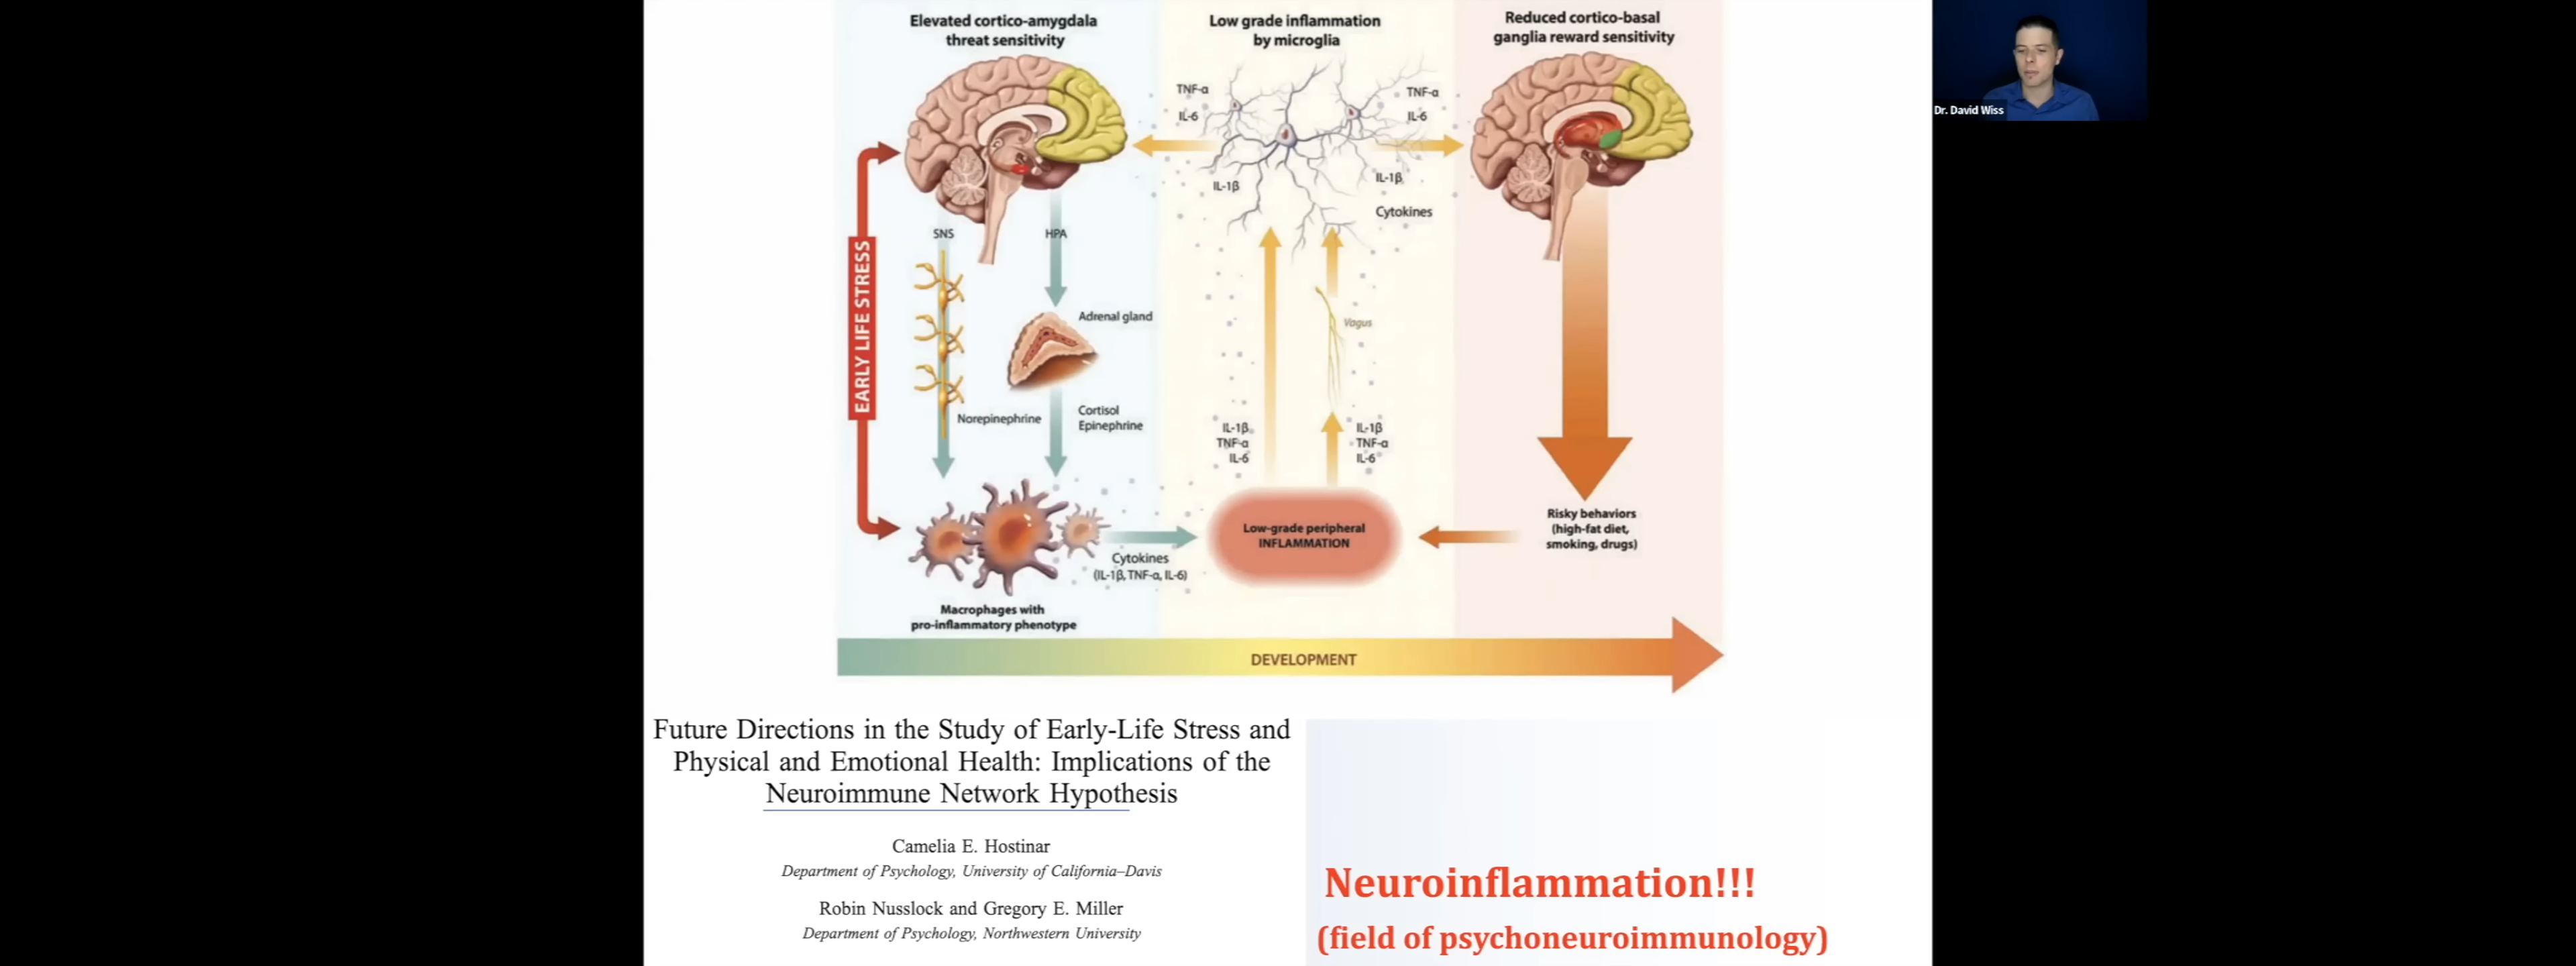 Elevated cortico-amygdala
threat sensitivity
Low grade inflammation
by microglia
Reduced cortico-basal
ganglia reward sensitivity
Dr. David Wiss
TNF-α
IL-6
TNF-α
IL-6
IL-1β
IL-1β
Cytokines
EARLY LIFE STRESS
SNS
HPA
Adrenal gland
Vagus
Norepinephrine
Cortisol
Epinephrine
IL-1β
TNF-α
IL-6
IL-1β
TNF-α
IL-6
Risky behaviors
(high-fat diet,
smoking, drugs)
Low-grade peripheral
INFLAMMATION
Cytokines
(IL-1β, TNF-α, IL-6)
Macrophages with
pro-inflammatory phenotype
DEVELOPMENT
Future Directions in the Study of Early-Life Stress and
Physical and Emotional Health: Implications of the
Neuroimmune Network Hypothesis
Camelia E. Hostinar
Department of Psychology, University of California–Davis
Robin Nusslock and Gregory E. Miller
Department of Psychology, Northwestern University
Neuroinflammation!!!
(field of psychoneuroimmunology)